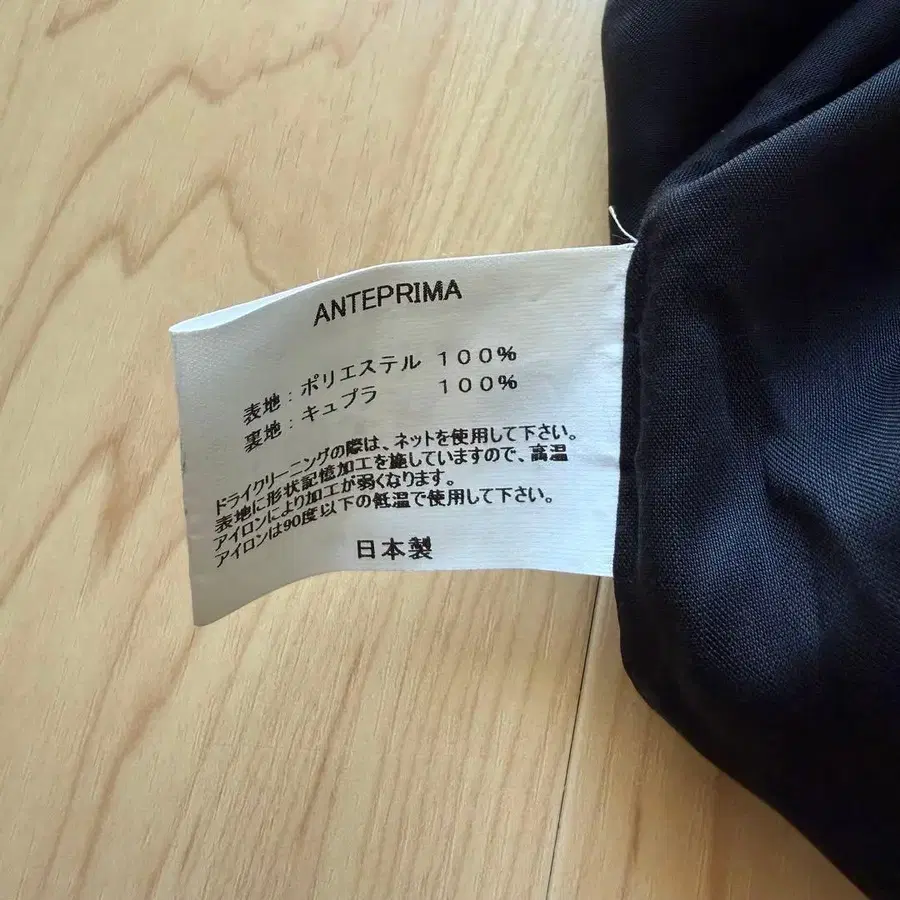 ANTEPRIMA
表地：ポリエステル １００％
裏地：キュプラ １００％
ドライクリーニングの際は、ネットを使用して下さい。
表地に形状記憶加工を施していますので、高温
アイロンにより加工が弱くなります。
アイロンは90度以下の低温で使用して下さい。
日本製